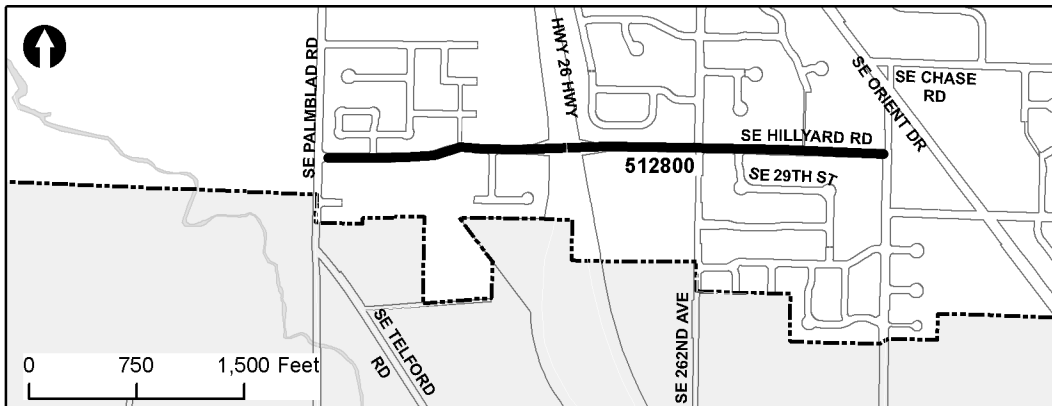 SE PALMBLAD RD
HWY 26 HWY
SE ORIENT DR
SE CHASE
RD
SE HILLYARD RD
512800
SE 29TH ST
SE TELFORD
RD
SE 262ND AVE
0 750 1,500 Feet